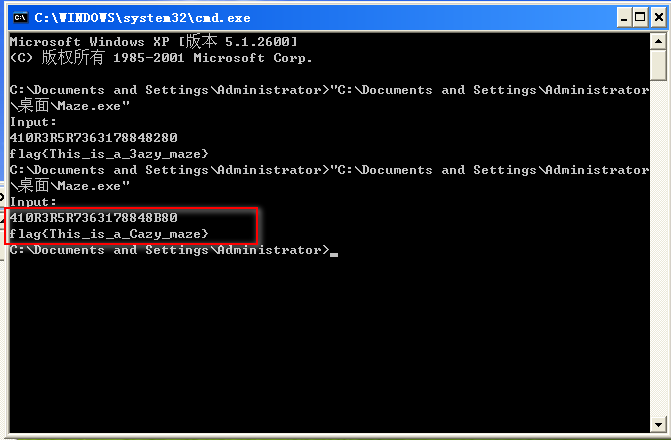 C:\WINDOWS\system32\cmd.exe
Microsoft Windows XP [版本 5.1.2600]
(C) 版权所有 1985-2001 Microsoft Corp.
C:\Documents and Settings\Administrator>"C:\Documents and Settings\Administrator
\桌面\Maze.exe"
Input:
410R3R5R7363178848280
flag{This_is_a_3azy_maze}
C:\Documents and Settings\Administrator>"C:\Documents and Settings\Administrator
\桌面\Maze.exe"
Input:
410R3R5R7363178848B80
flag{This_is_a_Cazy_maze}
C:\Documents and Settings\Administrator>_